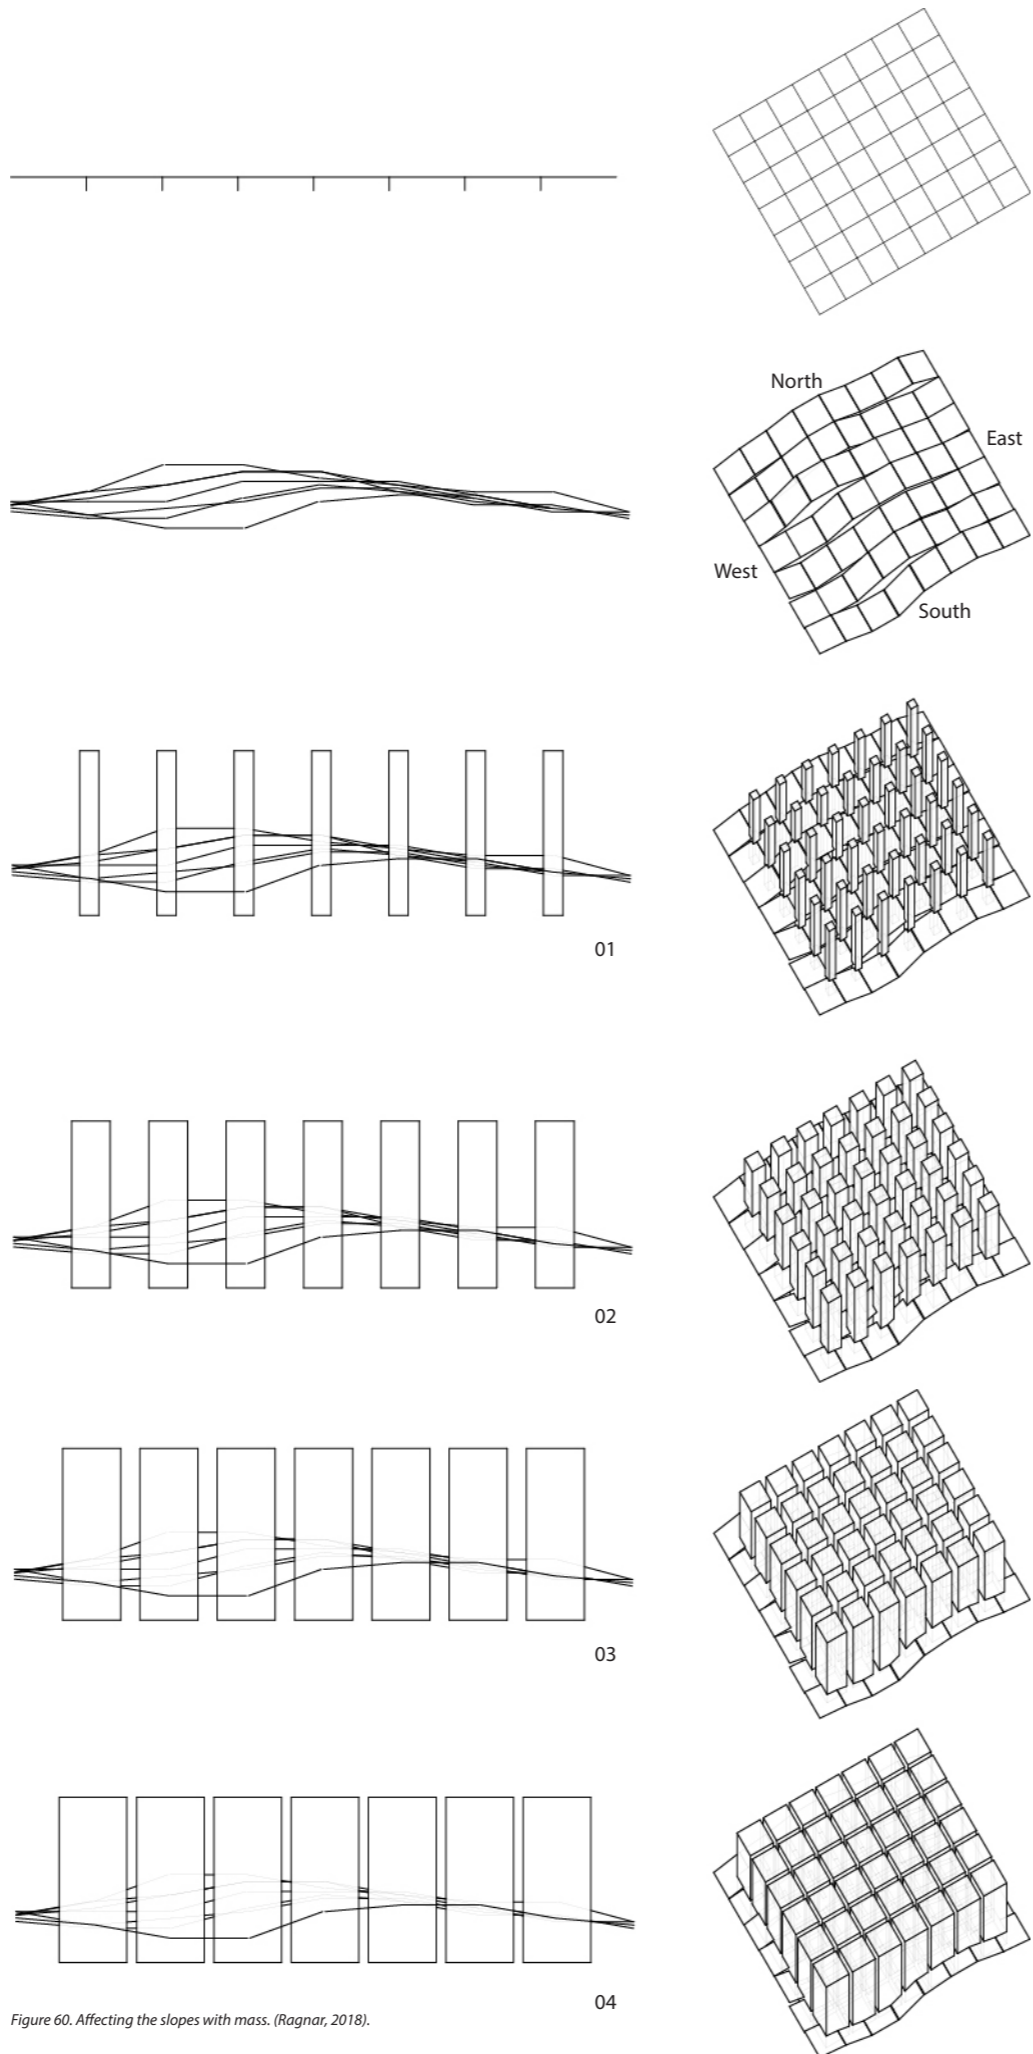 North
East
West
South
01
02
03
04
Figure 60. Affecting the slopes with mass. (Ragnar, 2018).